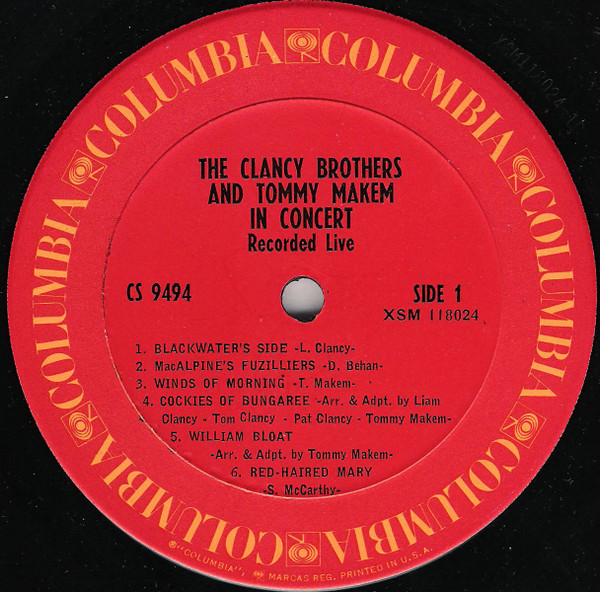 COLUMBIA COLUMBIA COLUMBIA COLUMBIA COLUMBIA COLUMBIA
THE CLANCY BROTHERS
AND TOMMY MAKEM
IN CONCERT
Recorded Live
CS 9494
SIDE 1
XSM 118024
1. BLACKWATER'S SIDE -L. Clancy-
2. MacALPINE'S FUZILLIERS -D. Behan-
3. WINDS OF MORNING -T. Makem-
4. COCKIES OF BUNGAREE -Arr. & Adpt. by Liam
Clancy - Tom Clancy - Pat Clancy - Tommy Makem-
5. WILLIAM BLOAT
-Arr. & Adpt. by Tommy Makem-
6. RED-HAIRED MARY
-S. McCarthy-
®"COLUMBIA", MARCAS REG. PRINTED IN U.S.A.